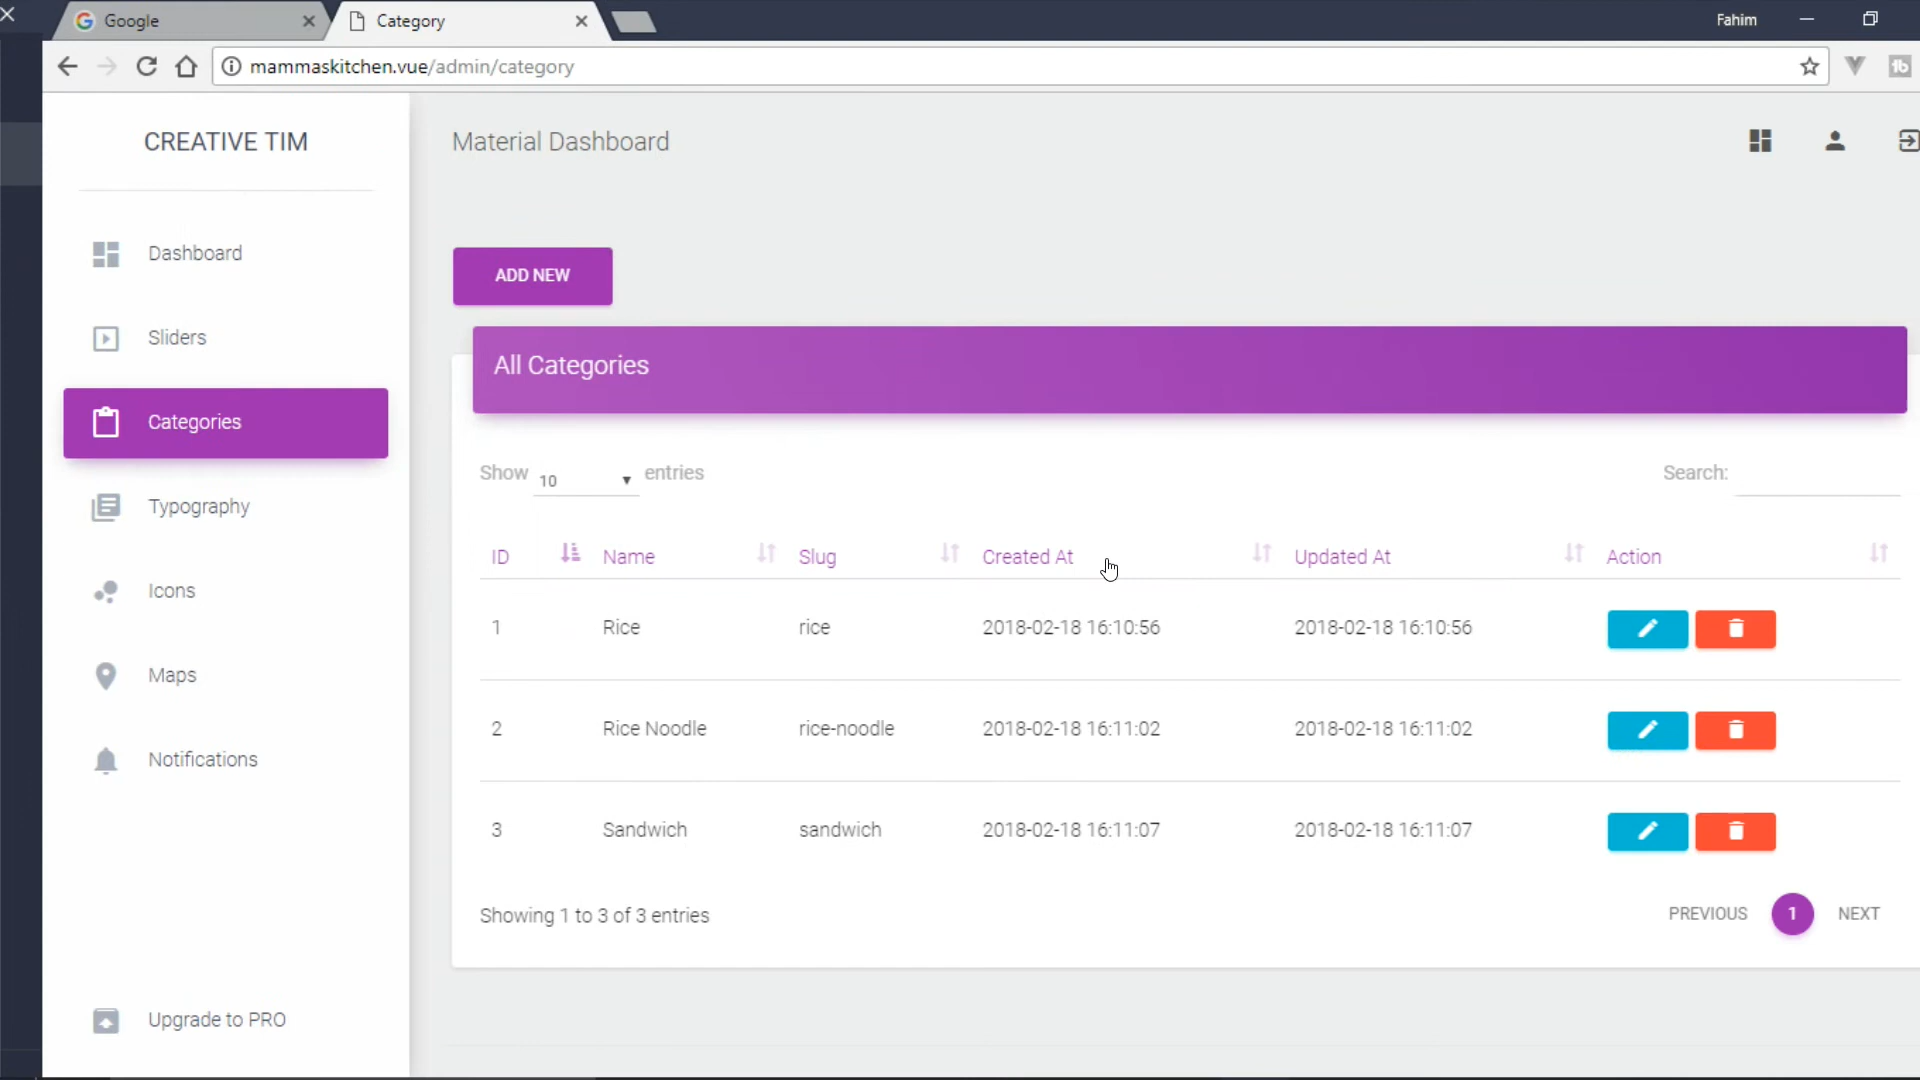 Google
Category
Fahim
mammaskitchen.vue/admin/category
CREATIVE TIM
Material Dashboard
Dashboard
Sliders
Categories
Typography
Icons
Maps
Notifications
Upgrade to PRO
ADD NEW
All Categories
Show 10 entries
Search:
ID Name Slug Created At Updated At Action
1 Rice rice 2018-02-18 16:10:56 2018-02-18 16:10:56
2 Rice Noodle rice-noodle 2018-02-18 16:11:02 2018-02-18 16:11:02
3 Sandwich sandwich 2018-02-18 16:11:07 2018-02-18 16:11:07
Showing 1 to 3 of 3 entries
PREVIOUS 1 NEXT